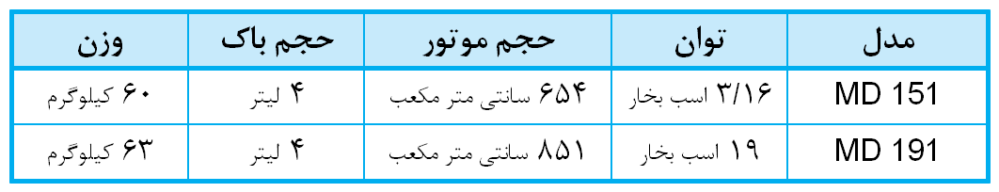 مدل توان حجم موتور حجم باک وزن
MD 151 ۳/۱۶ اسب بخار ۶۵۴ سانتی متر مکعب ۴ لیتر ۶۰ کیلوگرم
MD 191 ۱۹ اسب بخار ۸۵۱ سانتی متر مکعب ۴ لیتر ۶۳ کیلوگرم